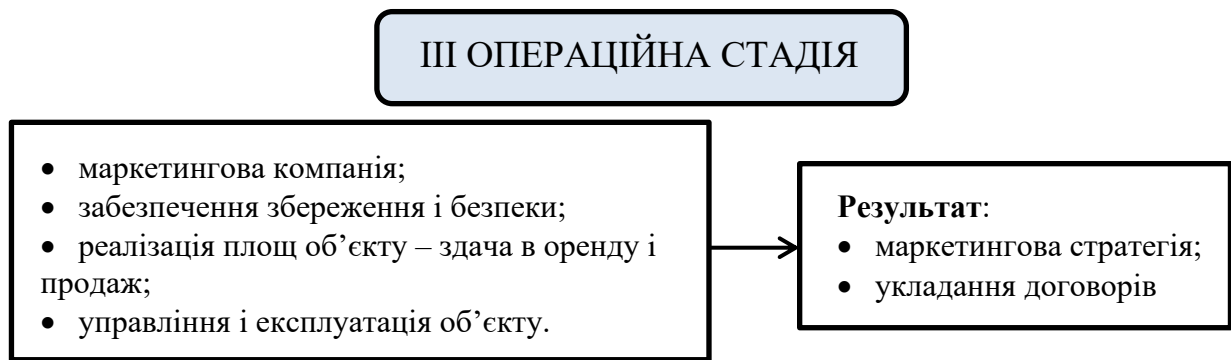 ІІІ ОПЕРАЦІЙНА СТАДІЯ
• маркетингова компанія;
• забезпечення збереження і безпеки;
• реалізація площ об’єкту – здача в оренду і
продаж;
• управління і експлуатація об’єкту.
Результат:
• маркетингова стратегія;
• укладання договорів